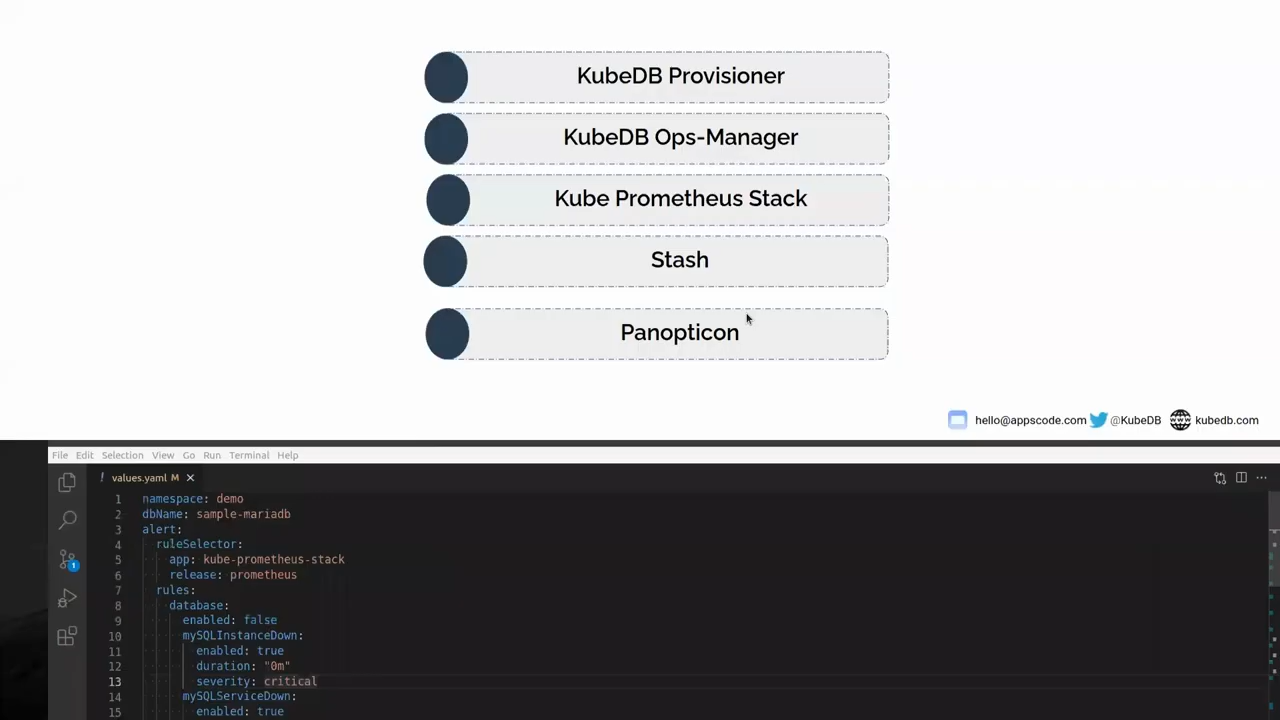 KubeDB Provisioner
KubeDB Ops-Manager
Kube Prometheus Stack
Stash
Panopticon
hello@appscode.com @KubeDB kubedb.com
File Edit Selection View Go Run Terminal Help
! values.yaml M ×
1 namespace: demo
2 dbName: sample-mariadb
3 alert:
4 ruleSelector:
5 app: kube-prometheus-stack
6 release: prometheus
7 rules:
8 database:
9 enabled: false
10 mySQLInstanceDown:
11 enabled: true
12 duration: "0m"
13 severity: critical
14 mySQLServiceDown:
15 enabled: true
1